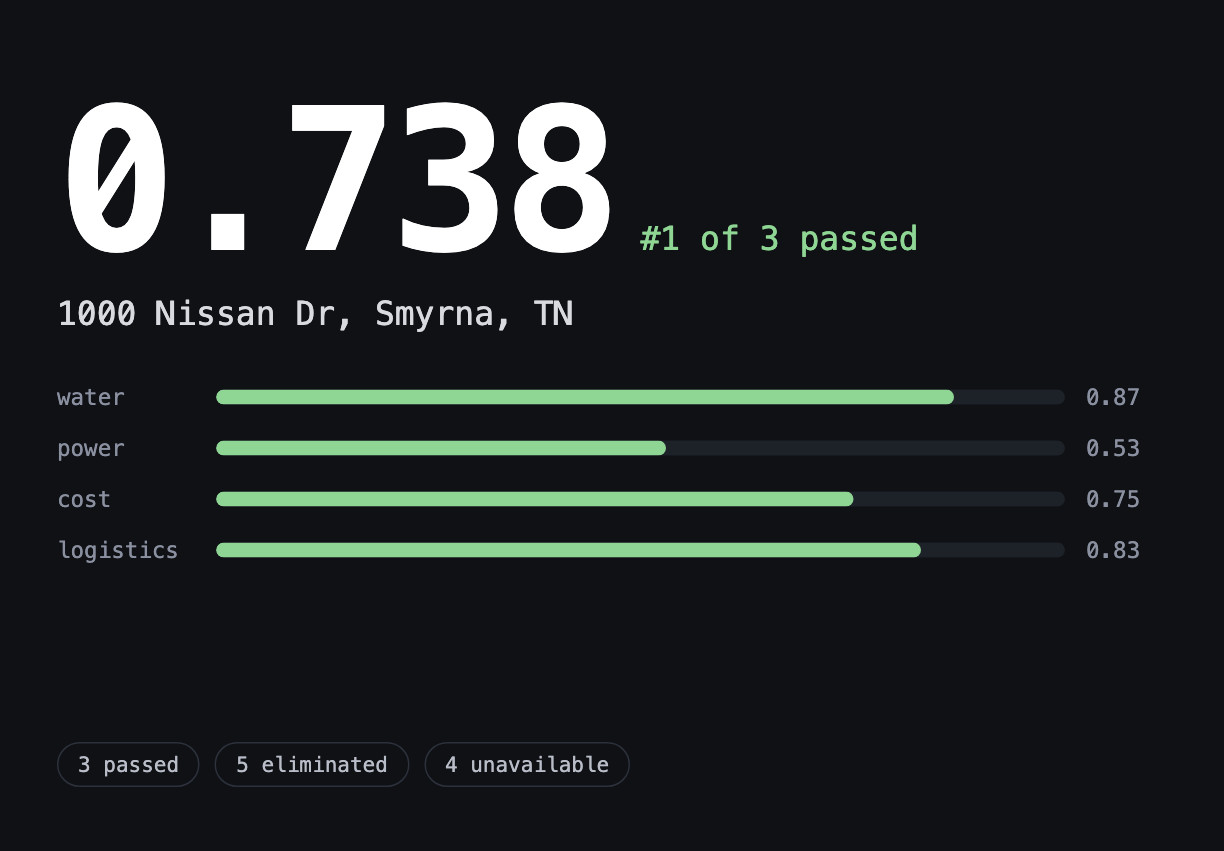 0.738 #1 of 3 passed
1000 Nissan Dr, Smyrna, TN
water 0.87
power 0.53
cost 0.75
logistics 0.83
3 passed 5 eliminated 4 unavailable